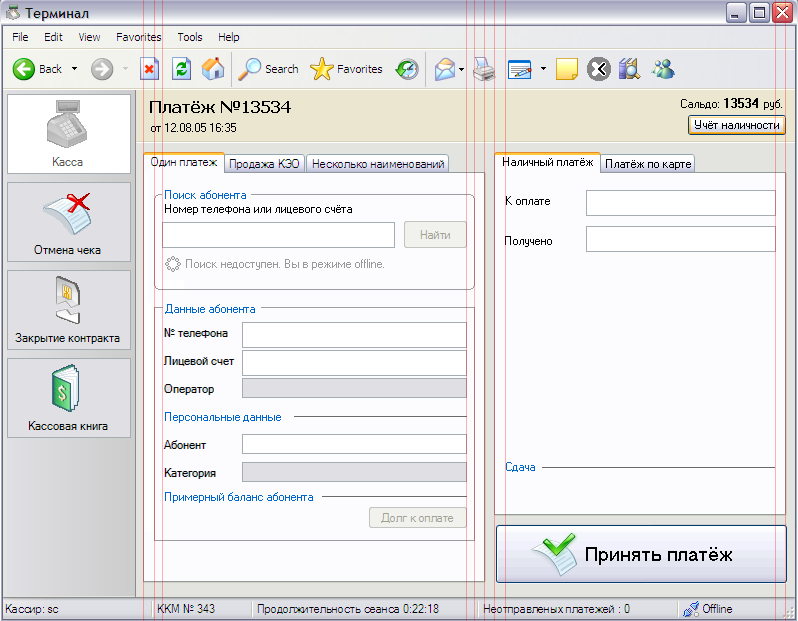 Терминал
File Edit View Favorites Tools Help
Back Search Favorites
Касса
Отмена чека
Закрытие контракта
Кассовая книга
Платёж №13534
от 12.08.05 16:35
Сальдо: 13534 руб.
Учёт наличности
Один платеж Продажа КЭО Несколько наименований
Поиск абонента
Номер телефона или лицевого счёта
Найти
Поиск недоступен. Вы в режиме offline.
Данные абонента
№ телефона
Лицевой счет
Оператор
Персональные данные
Абонент
Категория
Примерный баланс абонента
Долг к оплате
Наличный платёж Платёж по карте
К оплате
Получено
Сдача
Принять платёж
Кассир: sc ККМ № 343 Продолжительность сеанса 0:22:18 Неотправленых платежей : 0 Offline